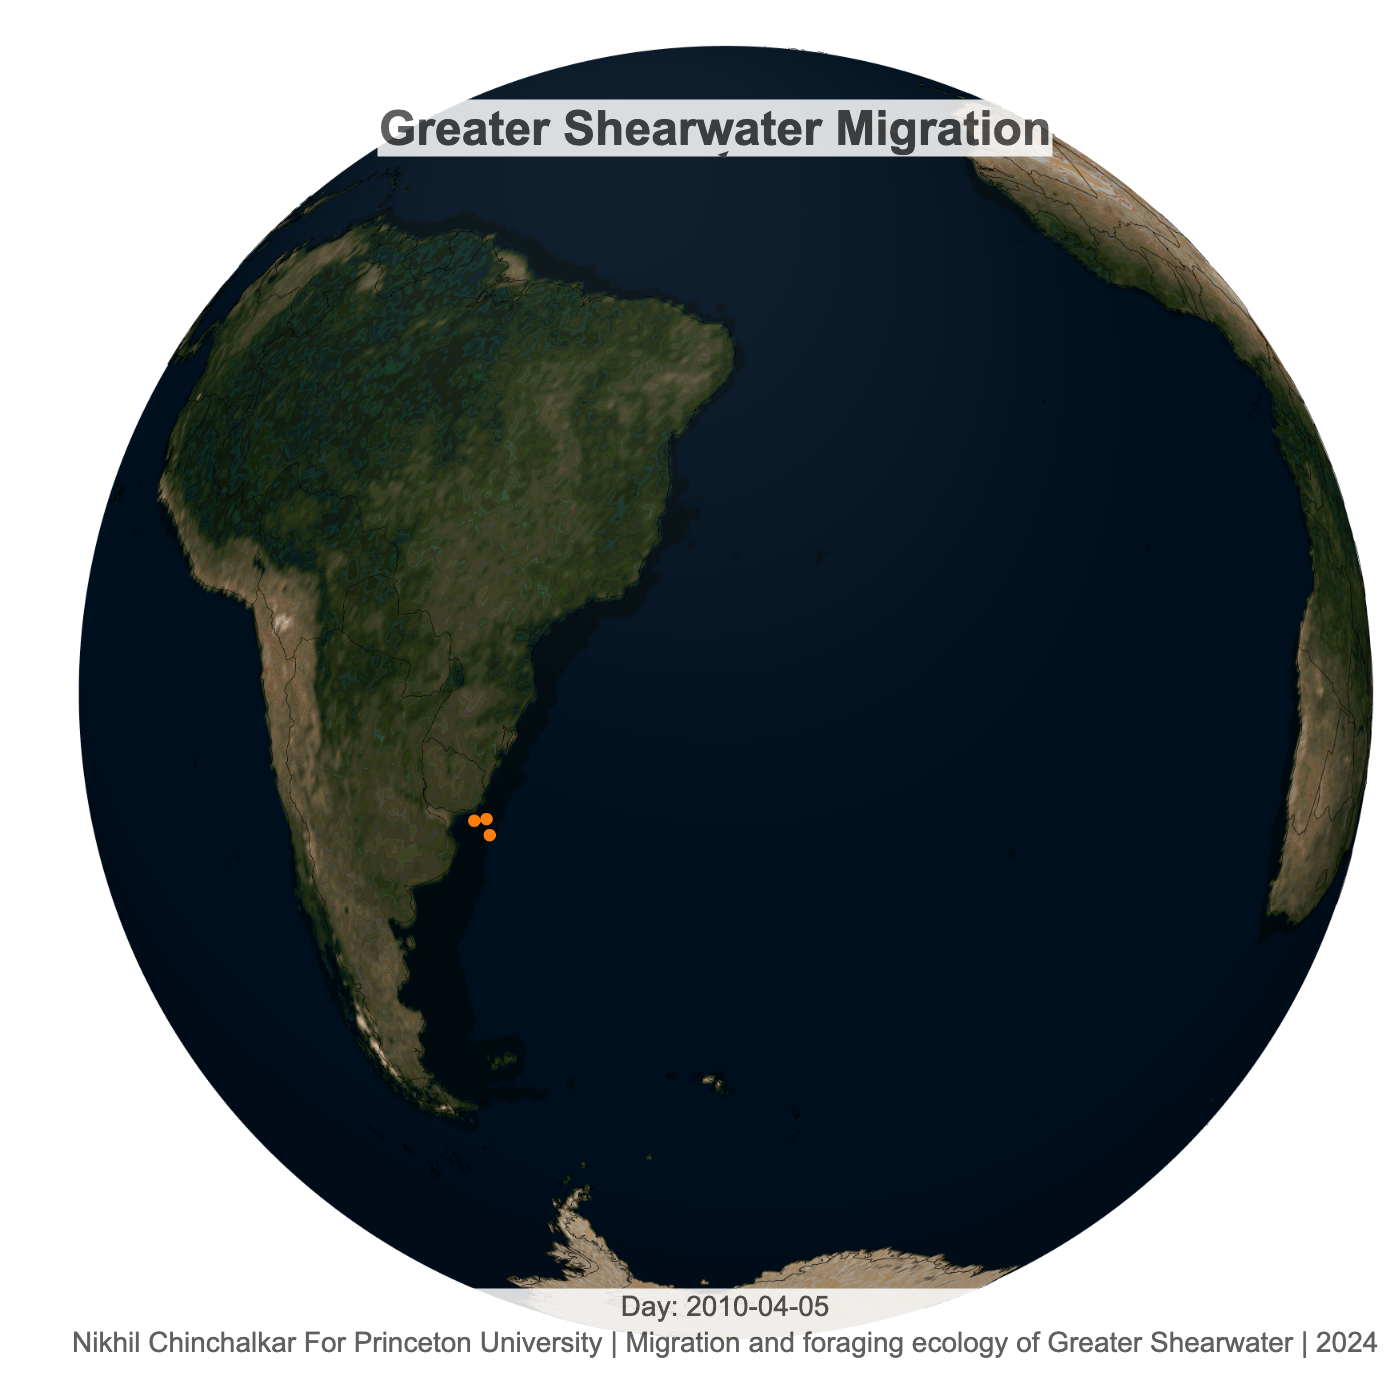 Greater Shearwater Migration
Day: 2010-04-05
Nikhil Chinchalkar For Princeton University | Migration and foraging ecology of Greater Shearwater | 2024